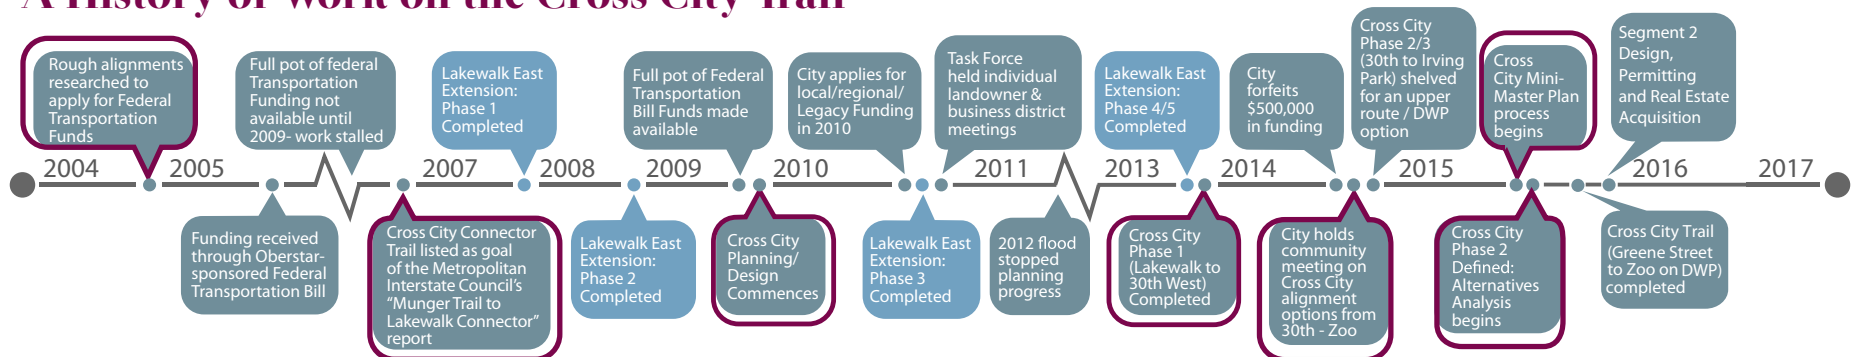 A History of Work on the Cross City Trail
Rough alignments
researched to
apply for Federal
Transportation
Funds
Full pot of federal
Transportation
Funding not
available until
2009- work stalled
Lakewalk East
Extension:
Phase 1
Completed
Full pot of Federal
Transportation
Bill Funds made
available
City applies for
local/regional/
Legacy Funding
in 2010
Task Force
held individual
landowner &
business district
meetings
Lakewalk East
Extension:
Phase 4/5
Completed
City
forfeits
$500,000
in funding
Cross City
Phase 2/3
(30th to Irving
Park) shelved
for an upper
route / DWP
option
Cross
City Mini-
Master Plan
process
begins
Segment 2
Design,
Permitting
and Real Estate
Acquisition
2004 2005 2007 2008 2009 2010 2011 2013 2014 2015 2016 2017
Funding received
through Oberstar-
sponsored Federal
Transportation Bill
Cross City Connector
Trail listed as goal
of the Metropolitan
Interstate Council's
"Munger Trail to
Lakewalk Connector"
report
Lakewalk East
Extension:
Phase 2
Completed
Cross City
Planning/
Design
Commences
Lakewalk East
Extension:
Phase 3
Completed
2012 flood
stopped
planning
progress
Cross City
Phase 1
(Lakewalk to
30th West)
Completed
City holds
community
meeting on
Cross City
alignment
options from
30th - Zoo
Cross City
Phase 2
Defined:
Alternatives
Analysis
begins
Cross City Trail
(Greene Street
to Zoo on DWP)
completed